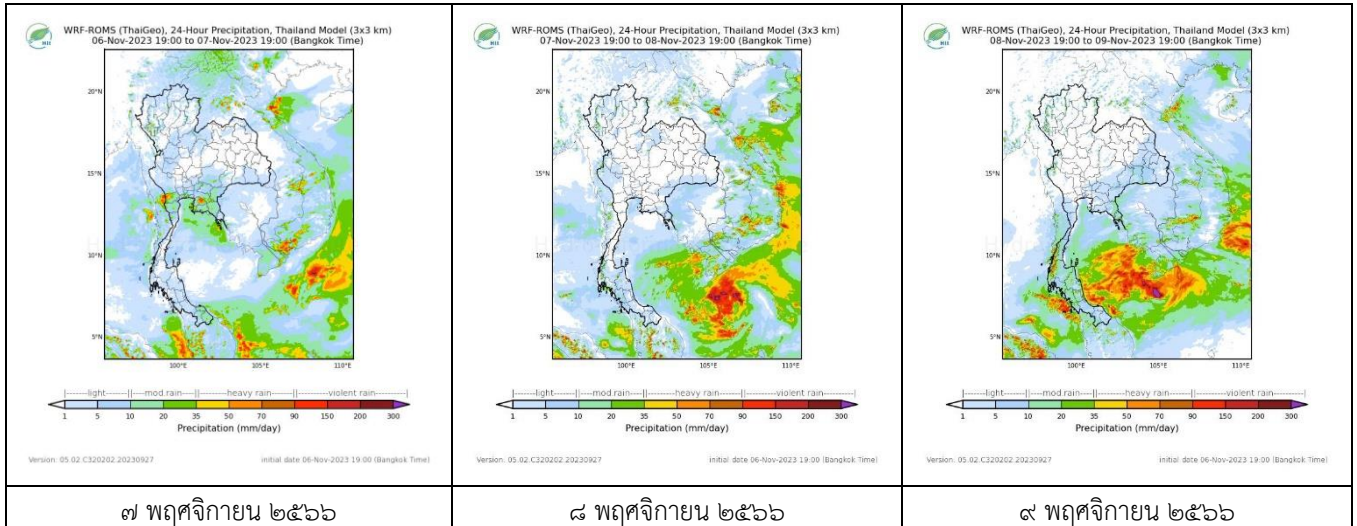 HII
WRF-ROMS (ThaiGeo), 24-Hour Precipitation, Thailand Model (3x3 km)
06-Nov-2023 19:00 to 07-Nov-2023 19:00 (Bangkok Time)
20°N
15°N
10°N
5°N
100°E 105°E 110°E
|------light------||----mod rain----||------heavy rain------||------violent rain------|
1 5 10 20 35 50 70 90 150 200 300
Precipitation (mm/day)
Version: 05.02.C320202.20230927 initial date 06-Nov-2023 19:00 (Bangkok Time)
๗ พฤศจิกายน ๒๕๖๖
HII
WRF-ROMS (ThaiGeo), 24-Hour Precipitation, Thailand Model (3x3 km)
07-Nov-2023 19:00 to 08-Nov-2023 19:00 (Bangkok Time)
20°N
15°N
10°N
5°N
100°E 105°E 110°E
|------light------||----mod rain----||------heavy rain------||------violent rain------|
1 5 10 20 35 50 70 90 150 200 300
Precipitation (mm/day)
Version: 05.02.C320202.20230927 initial date 06-Nov-2023 19:00 (Bangkok Time)
๘ พฤศจิกายน ๒๕๖๖
HII
WRF-ROMS (ThaiGeo), 24-Hour Precipitation, Thailand Model (3x3 km)
08-Nov-2023 19:00 to 09-Nov-2023 19:00 (Bangkok Time)
20°N
15°N
10°N
5°N
100°E 105°E 110°E
|------light------||----mod rain----||------heavy rain------||------violent rain------|
1 5 10 20 35 50 70 90 150 200 300
Precipitation (mm/day)
Version: 05.02.C320202.20230927 initial date 06-Nov-2023 19:00 (Bangkok Time)
๙ พฤศจิกายน ๒๕๖๖